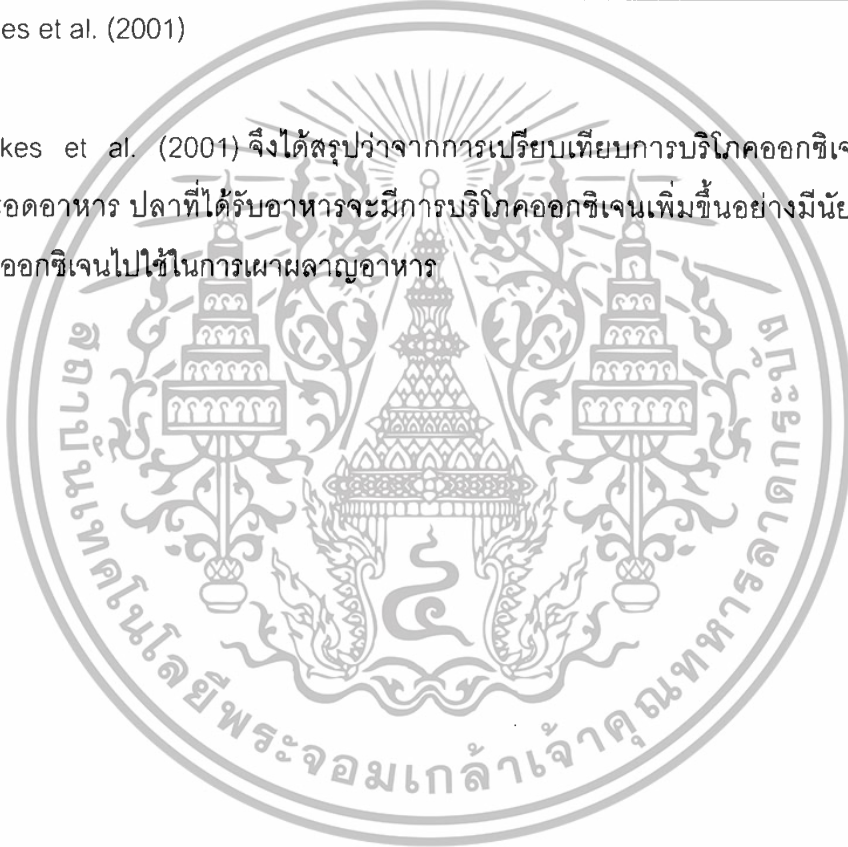 es et al. (2001)
kes et al. (2001) จึงได้สรุปว่าจากการเปรียบเทียบการบริโภคออกซิเจ
อดอาหาร ปลาที่ได้รับอาหารจะมีการบริโภคออกซิเจนเพิ่มขึ้นอย่างมีนัย
ออกซิเจนไปใช้ในการเผาผลาญอาหาร
สถาบันเทคโนโลยีพระจอมเกล้าเจ้าคุณทหารลาดกระบัง